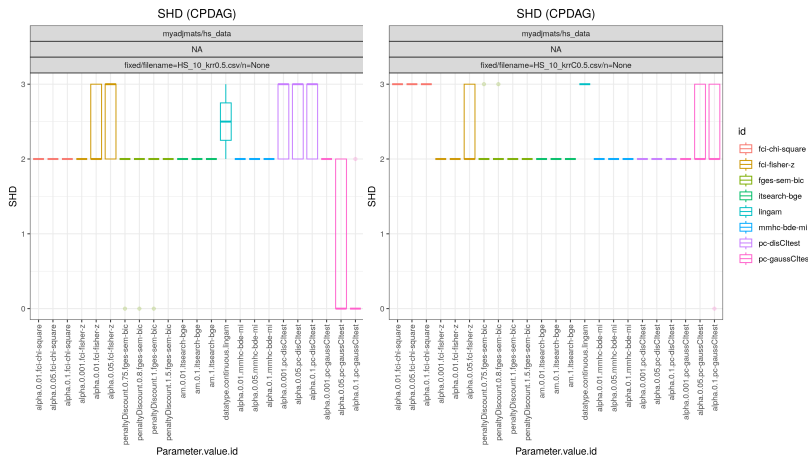 SHD (CPDAG)
myadjmats/hs_data
NA
fixed/filename=HS_10_krr0.5.csv/n=None
SHD
3
2
1
0
alpha.0.01.fci-chi-square
alpha.0.05.fci-chi-square
alpha.0.1.fci-chi-square
alpha.0.001.fci-fisher-z
alpha.0.01.fci-fisher-z
alpha.0.05.fci-fisher-z
penaltyDiscount.0.75.fges-sem-bic
penaltyDiscount.0.8.fges-sem-bic
penaltyDiscount.1.fges-sem-bic
penaltyDiscount.1.5.fges-sem-bic
am.0.01.itsearch-bge
am.0.1.itsearch-bge
am.1.itsearch-bge
datatype.continuous.lingam
alpha.0.01.mmhc-bde-mi
alpha.0.05.mmhc-bde-mi
alpha.0.1.mmhc-bde-mi
alpha.0.001.pc-disCItest
alpha.0.05.pc-disCItest
alpha.0.1.pc-disCItest
alpha.0.001.pc-gaussCItest
alpha.0.05.pc-gaussCItest
alpha.0.1.pc-gaussCItest
Parameter.value.id
SHD (CPDAG)
myadjmats/hs_data
NA
fixed/filename=HS_10_krrC0.5.csv/n=None
SHD
3
2
1
0
alpha.0.01.fci-chi-square
alpha.0.05.fci-chi-square
alpha.0.1.fci-chi-square
alpha.0.001.fci-fisher-z
alpha.0.01.fci-fisher-z
alpha.0.05.fci-fisher-z
penaltyDiscount.0.75.fges-sem-bic
penaltyDiscount.0.8.fges-sem-bic
penaltyDiscount.1.fges-sem-bic
penaltyDiscount.1.5.fges-sem-bic
am.0.01.itsearch-bge
am.0.1.itsearch-bge
am.1.itsearch-bge
datatype.continuous.lingam
alpha.0.01.mmhc-bde-mi
alpha.0.05.mmhc-bde-mi
alpha.0.1.mmhc-bde-mi
alpha.0.001.pc-disCItest
alpha.0.05.pc-disCItest
alpha.0.1.pc-disCItest
alpha.0.001.pc-gaussCItest
alpha.0.05.pc-gaussCItest
alpha.0.1.pc-gaussCItest
Parameter.value.id
id
fci-chi-square
fci-fisher-z
fges-sem-bic
itsearch-bge
lingam
mmhc-bde-mi
pc-disCItest
pc-gaussCItes